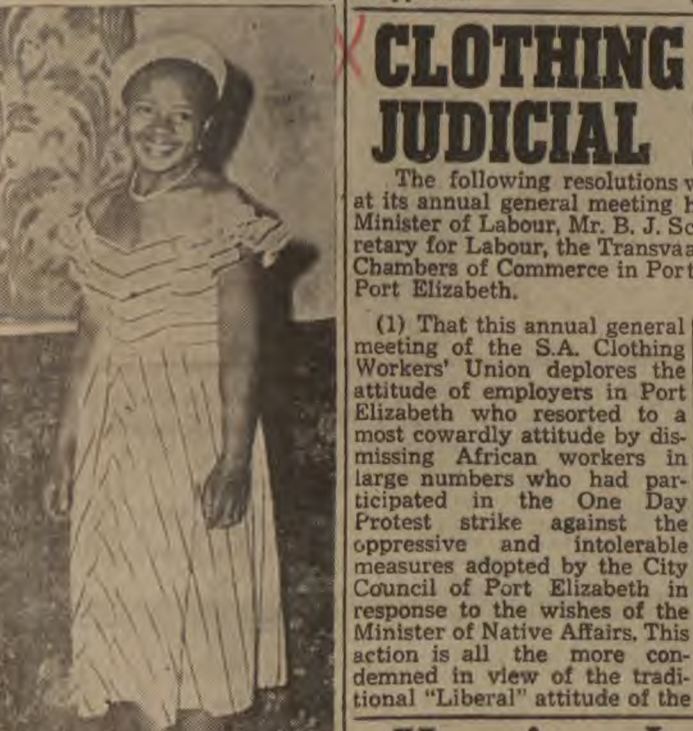 CLOTHING
JUDICIAL
The following resolutions
at its annual general meeting
Minister of Labour, Mr. B. J.
retary for Labour, the
Chambers of Commerce in Port
Port Elizabeth.
(1) That this annual general
meeting of the S.A. Clothing
Workers' Union deplores the
attitude of employers in Port
Elizabeth who resorted to a
most cowardly attitude by dis-
missing African workers in
large numbers who had par-
ticipated in the One Day
Protest strike against the
oppressive and intolerable
measures adopted by the City
Council of Port Elizabeth in
response to the wishes of the
Minister of Native Affairs. This
action is all the more con-
demned in view of the tradi-
tional "Liberal" attitude of the